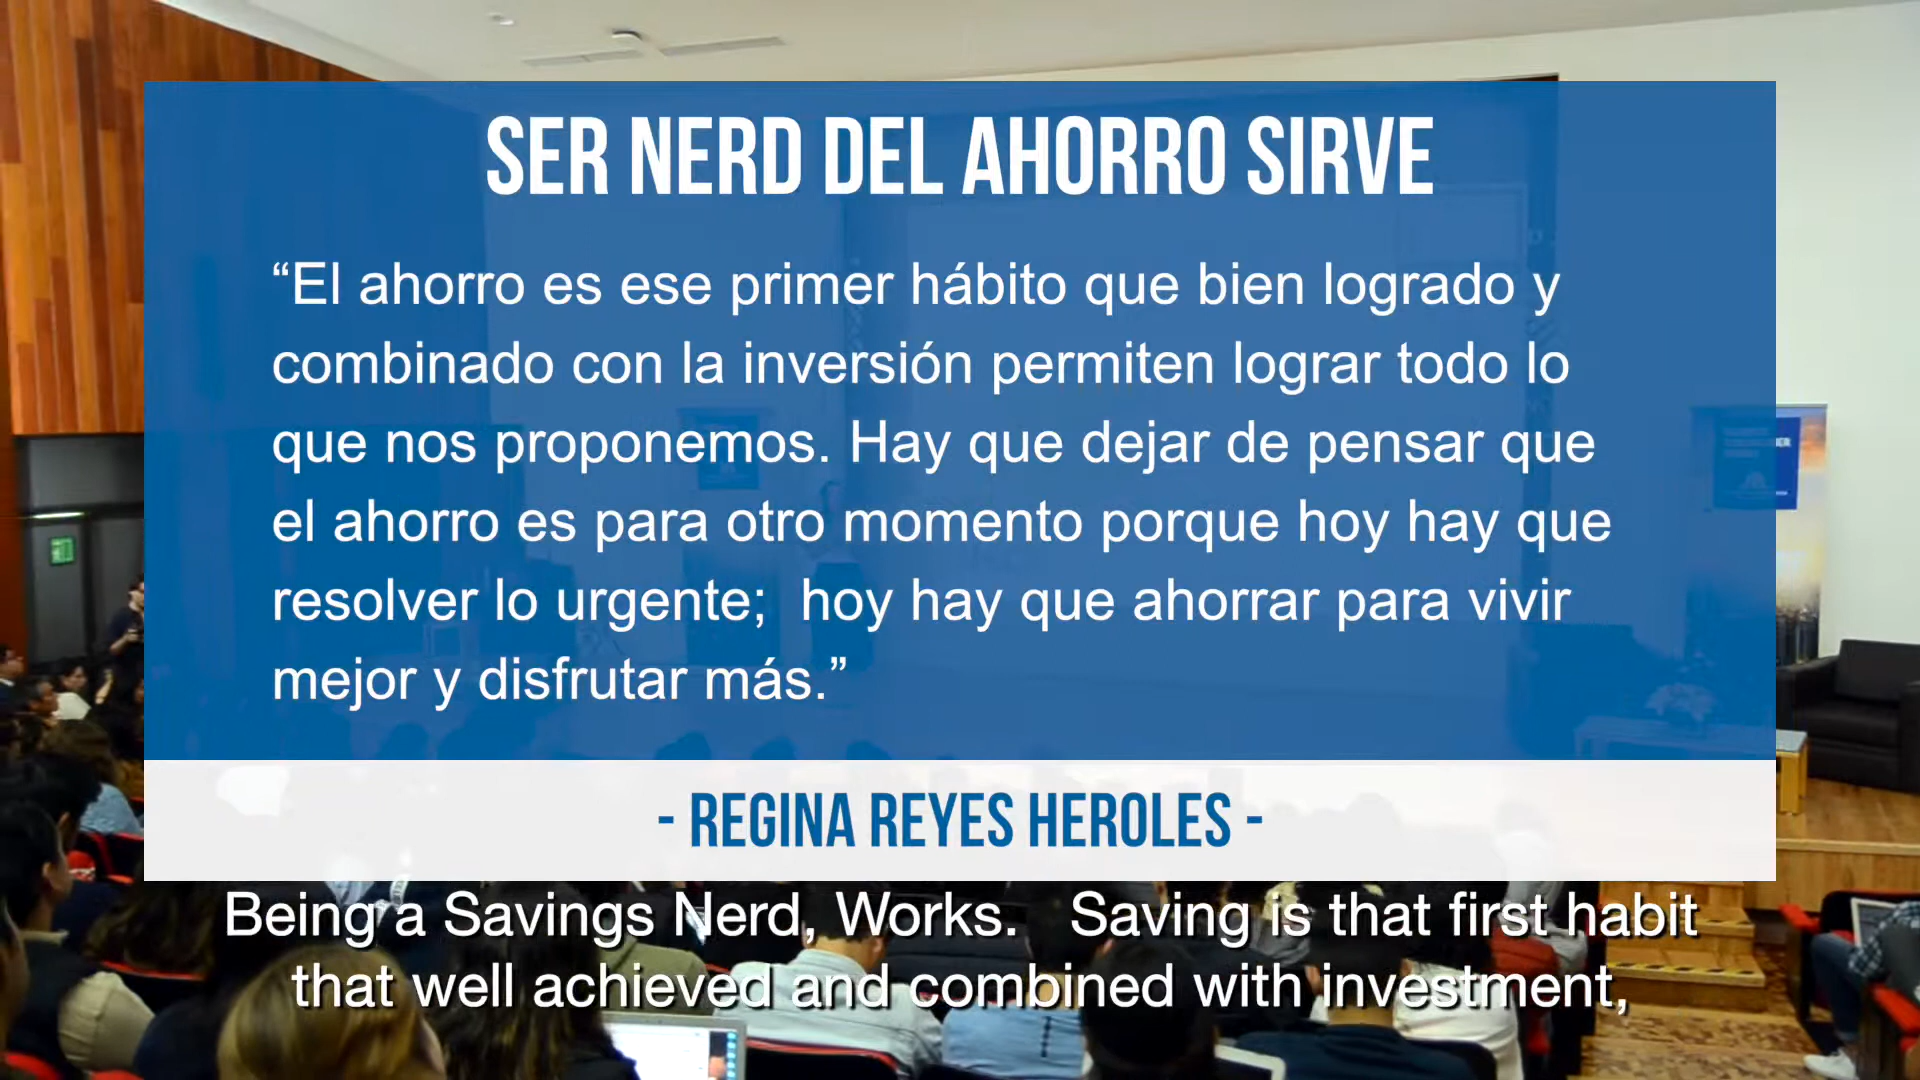 SER NERD DEL AHORRO SIRVE
“El ahorro es ese primer hábito que bien logrado y
combinado con la inversión permiten lograr todo lo
que nos proponemos. Hay que dejar de pensar que
el ahorro es para otro momento porque hoy hay que
resolver lo urgente;  hoy hay que ahorrar para vivir
mejor y disfrutar más.”
- REGINA REYES HEROLES -
Being a Savings Nerd, Works.   Saving is that first habit
that well achieved and combined with investment,